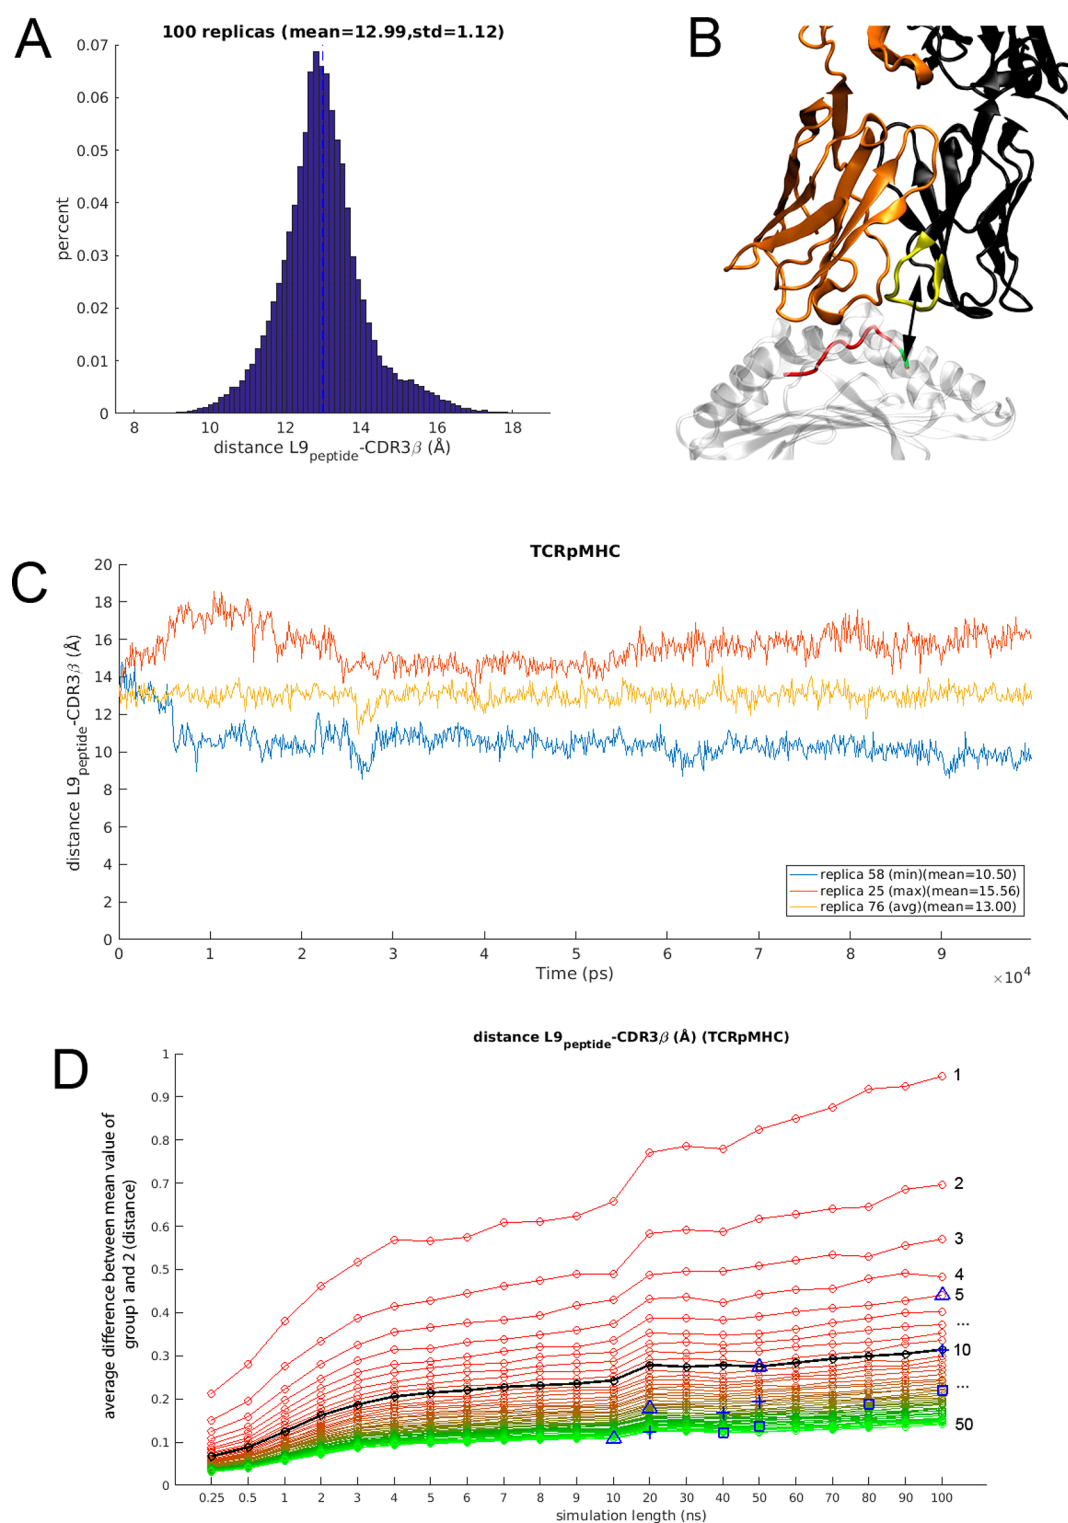 A
100 replicas (mean=12.99,std=1.12)
0.07
0.06
0.05
0.04
0.03
0.02
0.01
0
percent
8 10 12 14 16 18
distance L9peptide-CDR3β (Å)
B
C
TCRpMHC
20
18
16
14
12
10
8
6
4
2
0
distance L9peptide-CDR3β (Å)
replica 58 (min)(mean=10.50)
replica 25 (max)(mean=15.56)
replica 76 (avg)(mean=13.00)
0 1 2 3 4 5 6 7 8 9
Time (ps)
×10⁴
D
distance L9peptide-CDR3β (Å) (TCRpMHC)
1
0.9
0.8
0.7
0.6
0.5
0.4
0.3
0.2
0.1
0
average difference between mean value of
group1 and 2 (distance)
1
2
3
4
5
...
10
...
50
0.25 0.5 1 2 3 4 5 6 7 8 9 10 20 30 40 50 60 70 80 90 100
simulation length (ns)